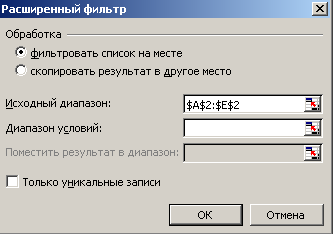 Расширенный фильтр
Обработка
фильтровать список на месте
скопировать результат в другое место
Исходный диапазон:
$A$2:$E$2
Диапазон условий:
Поместить результат в диапазон:
Только уникальные записи
ОК
Отмена